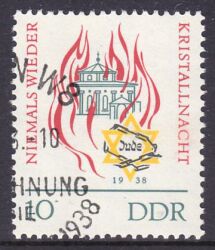 NIEMALS WIEDER
KRISTALLNACHT
Jude
1938
10 DDR
HNUNG
1938